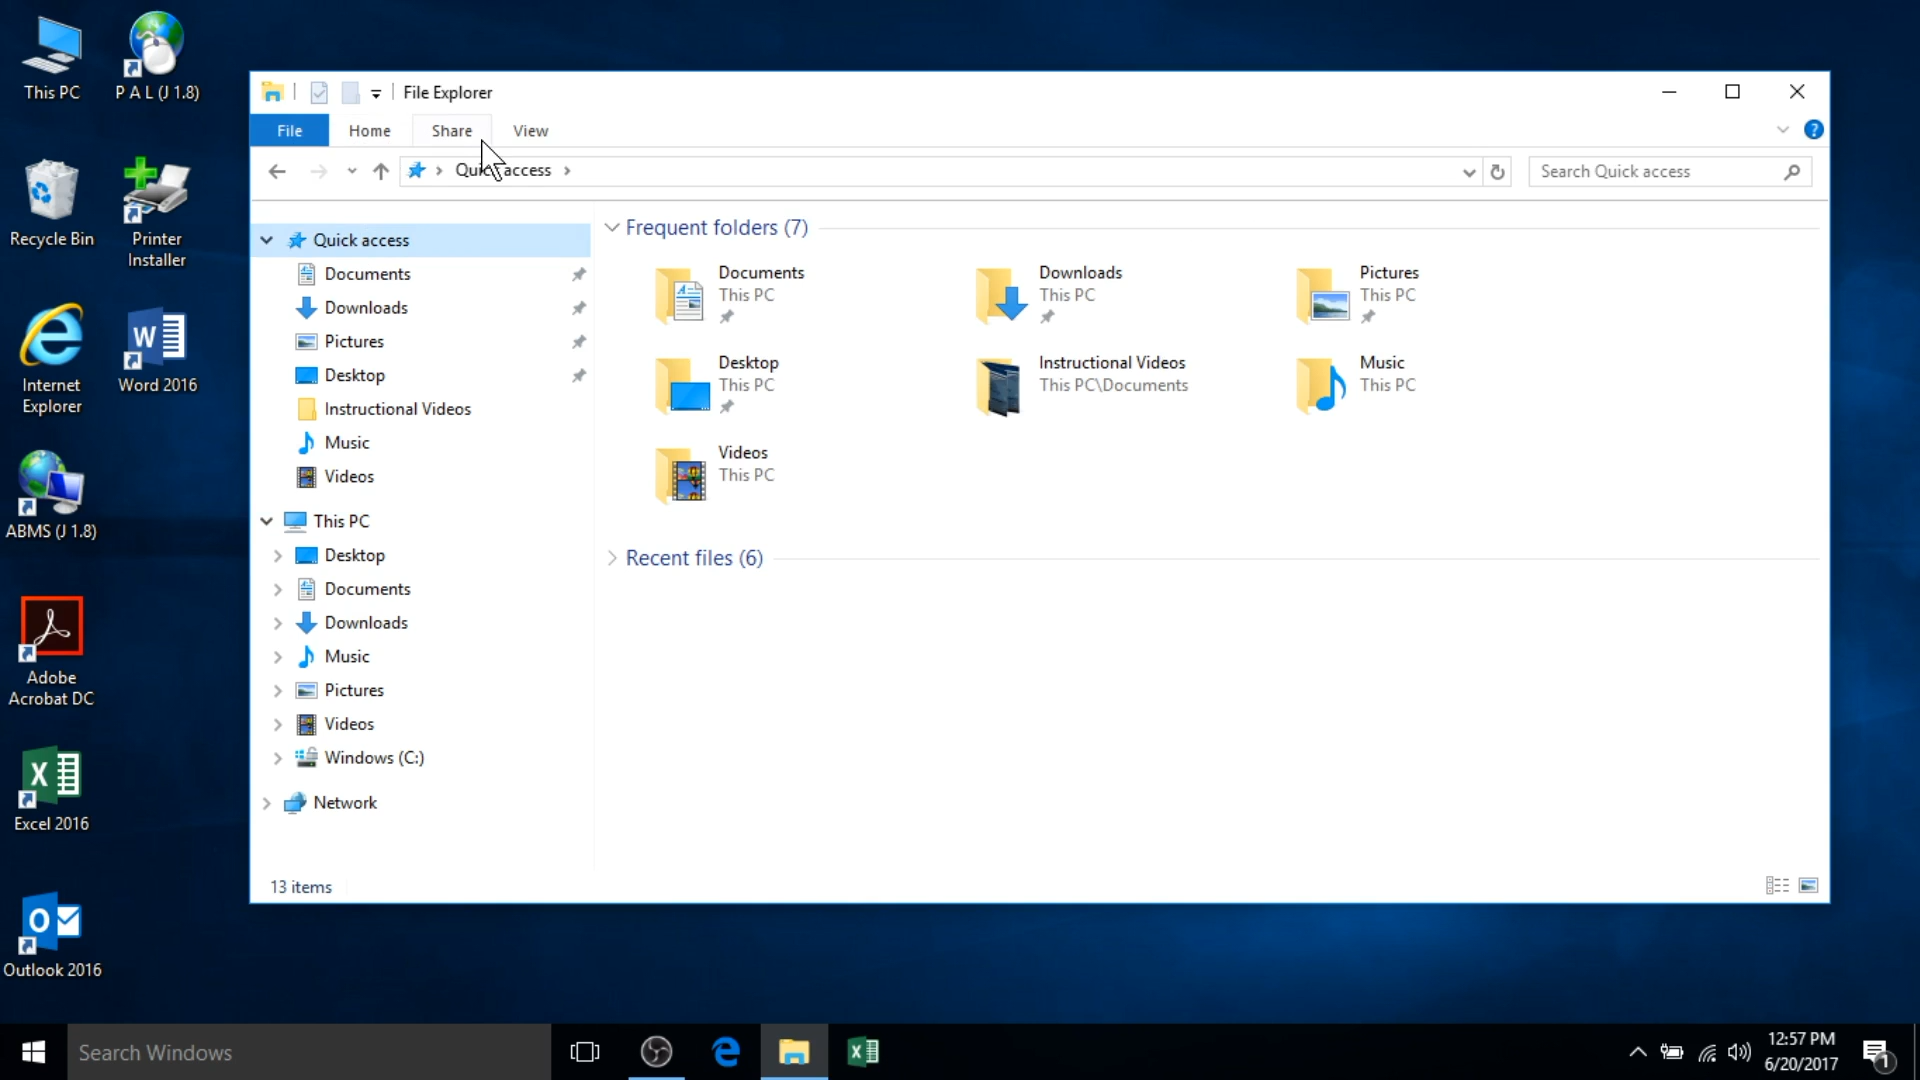 This PC
P A L (J 1.8)
Recycle Bin
Printer
Installer
Internet
Explorer
Word 2016
ABMS (J 1.8)
Adobe
Acrobat DC
Excel 2016
Outlook 2016
File Explorer
File
Home
Share
View
Quick access
Search Quick access
Quick access
Documents
Downloads
Pictures
Desktop
Instructional Videos
Music
Videos
This PC
Desktop
Documents
Downloads
Music
Pictures
Videos
Windows (C:)
Network
Frequent folders (7)
Documents
This PC
Downloads
This PC
Pictures
This PC
Desktop
This PC
Instructional Videos
This PC\Documents
Music
This PC
Videos
This PC
Recent files (6)
13 items
Search Windows
12:57 PM
6/20/2017
1